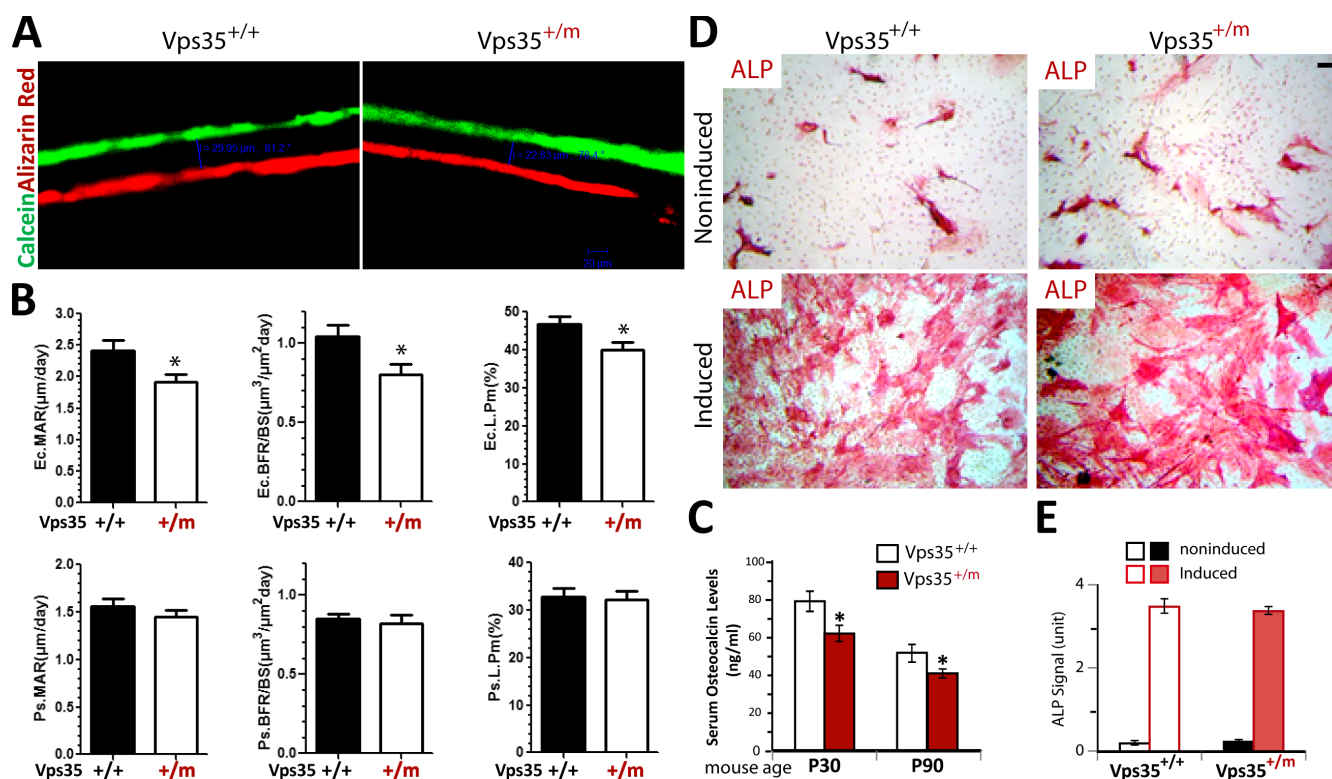 A
Vps35+/+
Vps35+/m
Calcein Alizarin Red
l = 29.95 µm , 81.2 °
20 µm
B
Ec.MAR(µm/day)
3.0
2.5
2.0
1.5
1.0
0.5
0.0
*
Vps35 +/+ +/m
Ec.BFR/BS(µm³/µm²day)
1.0
0.5
0.0
*
+/+ +/m
Ec.L.Pm(%)
50
40
30
20
10
0
*
Vps35 +/+ +/m
Ps.MAR(µm/day)
2.0
1.5
1.0
0.5
0.0
Vps35 +/+ +/m
Ps.BFR/BS(µm³/µm²day)
1.0
0.5
0.0
Vps35 +/+ +/m
Ps.L.Pm(%)
40
30
20
10
0
Vps35 +/+ +/m
D
Vps35+/+
Vps35+/m
Noninduced
ALP
ALP
Induced
ALP
ALP
C
Vps35+/+
Vps35+/m
Serum Osteocalcin Levels
(ng/ml)
100
80
60
40
20
0
*
*
mouse age P30 P90
E
noninduced
Induced
ALP Signal (unit)
4
2
0
Vps35+/+ Vps35+/m